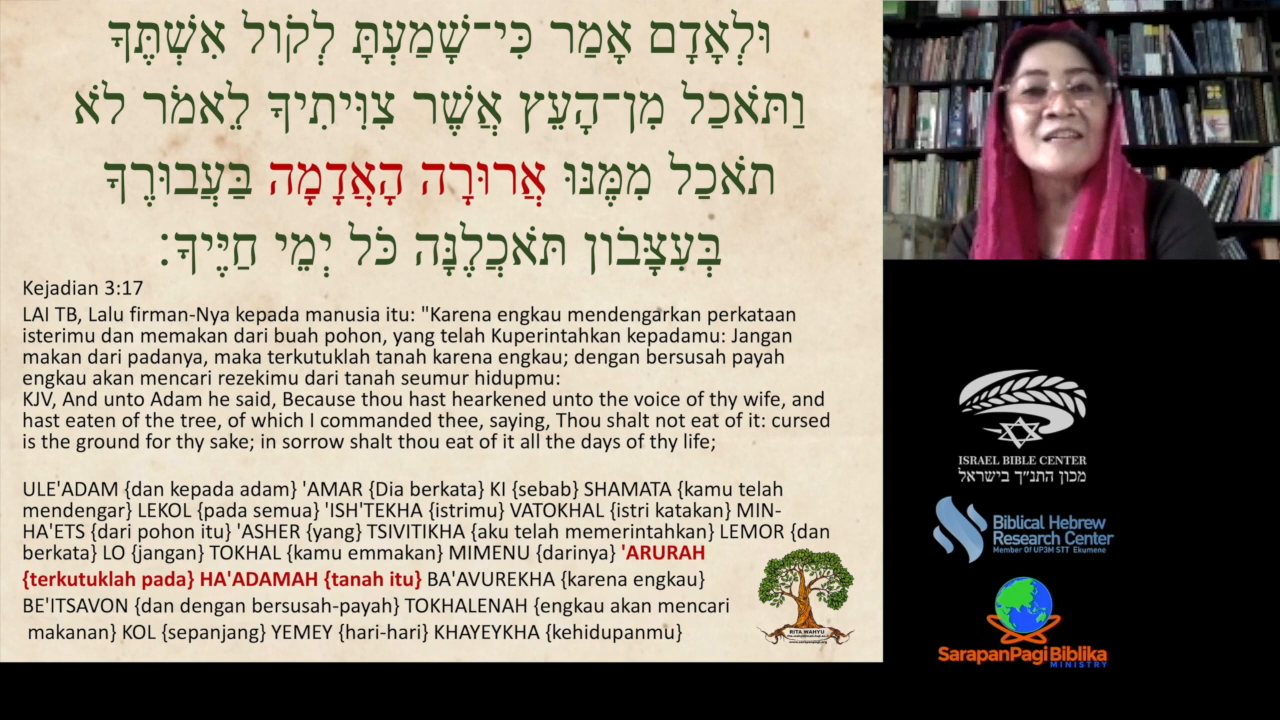 וּלְאָדָם אָמַר כִּי־שָׁמַעְתָּ לְקֹול אִשְׁתֶּךָ
וַתֹּאכַל מִן־הָעֵץ אֲשֶׁר צִוִּיתִיךָ לֵאמֹר לֹא
תֹאכַל מִמֶּנּוּ אֲרוּרָה הָאֲדָמָה בַּעֲבוּרֶךָ
בְּעִצָּבֹון תֹּאכֲלֶנָּה כֹּל יְמֵי חַיֶּיךָ׃
Kejadian 3:17
LAI TB, Lalu firman-Nya kepada manusia itu: "Karena engkau mendengarkan perkataan
isterimu dan memakan dari buah pohon, yang telah Kuperintahkan kepadamu: Jangan
makan dari padanya, maka terkutuklah tanah karena engkau; dengan bersusah payah
engkau akan mencari rezekimu dari tanah seumur hidupmu:
KJV, And unto Adam he said, Because thou hast hearkened unto the voice of thy wife, and
hast eaten of the tree, of which I commanded thee, saying, Thou shalt not eat of it: cursed
is the ground for thy sake; in sorrow shalt thou eat of it all the days of thy life;
ULE'ADAM {dan kepada adam} 'AMAR {Dia berkata} KI {sebab} SHAMATA {kamu telah
mendengar} LEKOL {pada semua} 'ISH'TEKHA {istrimu} VATOKHAL {istri katakan} MIN-
HA'ETS {dari pohon itu} 'ASHER {yang} TSIVITIKHA {aku telah memerintahkan} LEMOR {dan
berkata} LO {jangan} TOKHAL {kamu emmakan} MIMENU {darinya} 'ARURAH
{terkutuklah pada} HA'ADAMAH {tanah itu} BA'AVUREKHA {karena engkau}
BE'ITSAVON {dan dengan bersusah-payah} TOKHALENAH {engkau akan mencari
makanan} KOL {sepanjang} YEMEY {hari-hari} KHAYEYKHA {kehidupanmu}
RITA WAHYU
ISRAEL BIBLE CENTER
מכון התנ״ך בישראל
Biblical Hebrew
Research Center
Member Of UP3M STT Ekumene
SarapanPagi Biblika
MINISTRY